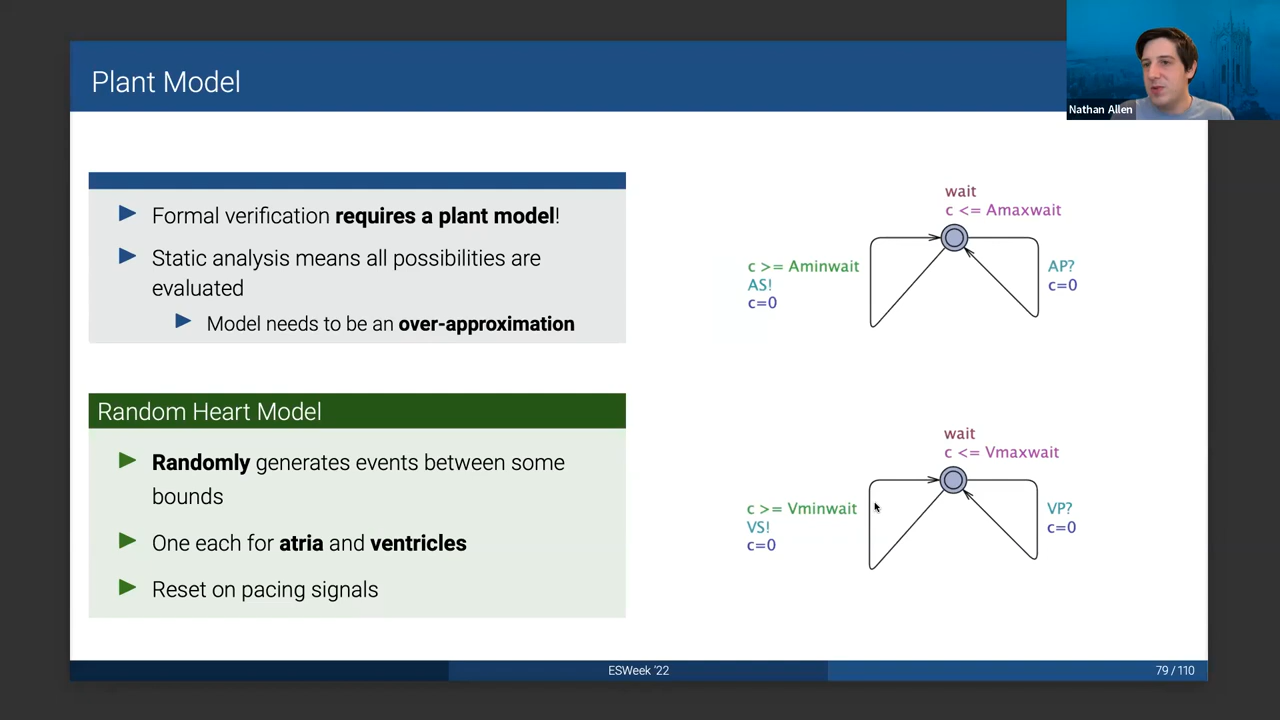 Plant Model
Nathan Allen
Formal verification requires a plant model!
Static analysis means all possibilities are
evaluated
Model needs to be an over-approximation
Random Heart Model
Randomly generates events between some
bounds
One each for atria and ventricles
Reset on pacing signals
wait
c <= Amaxwait
c >= Aminwait
AS!
c=0
AP?
c=0
wait
c <= Vmaxwait
c >= Vminwait
VS!
c=0
VP?
c=0
ESWeek '22
79 / 110